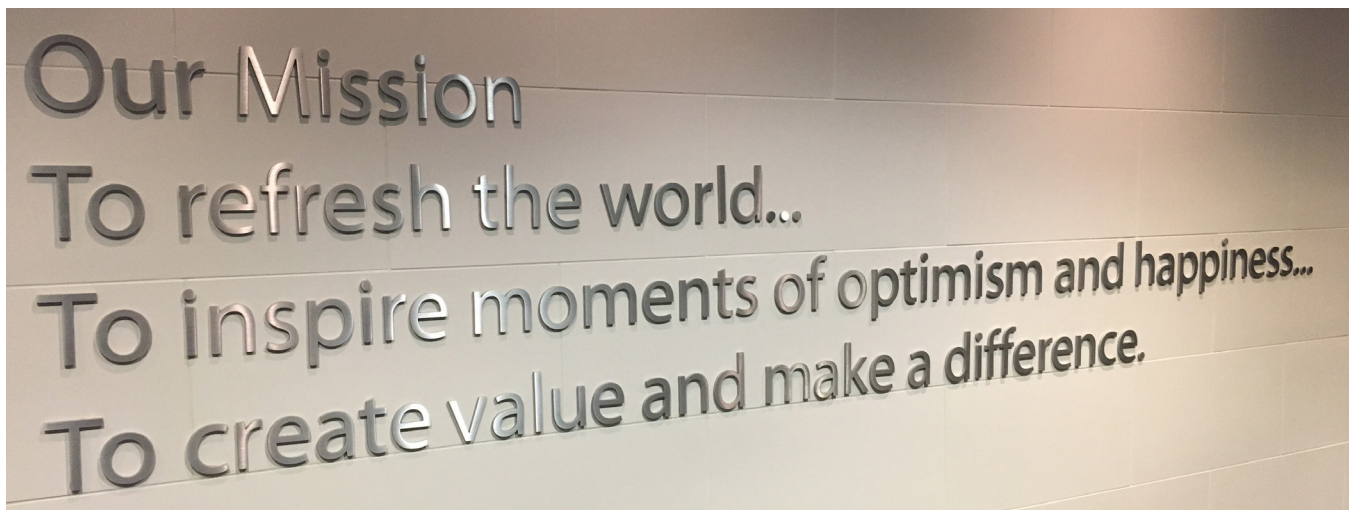 Our Mission
To refresh the world...
To inspire moments of optimism and happiness...
To create value and make a difference.